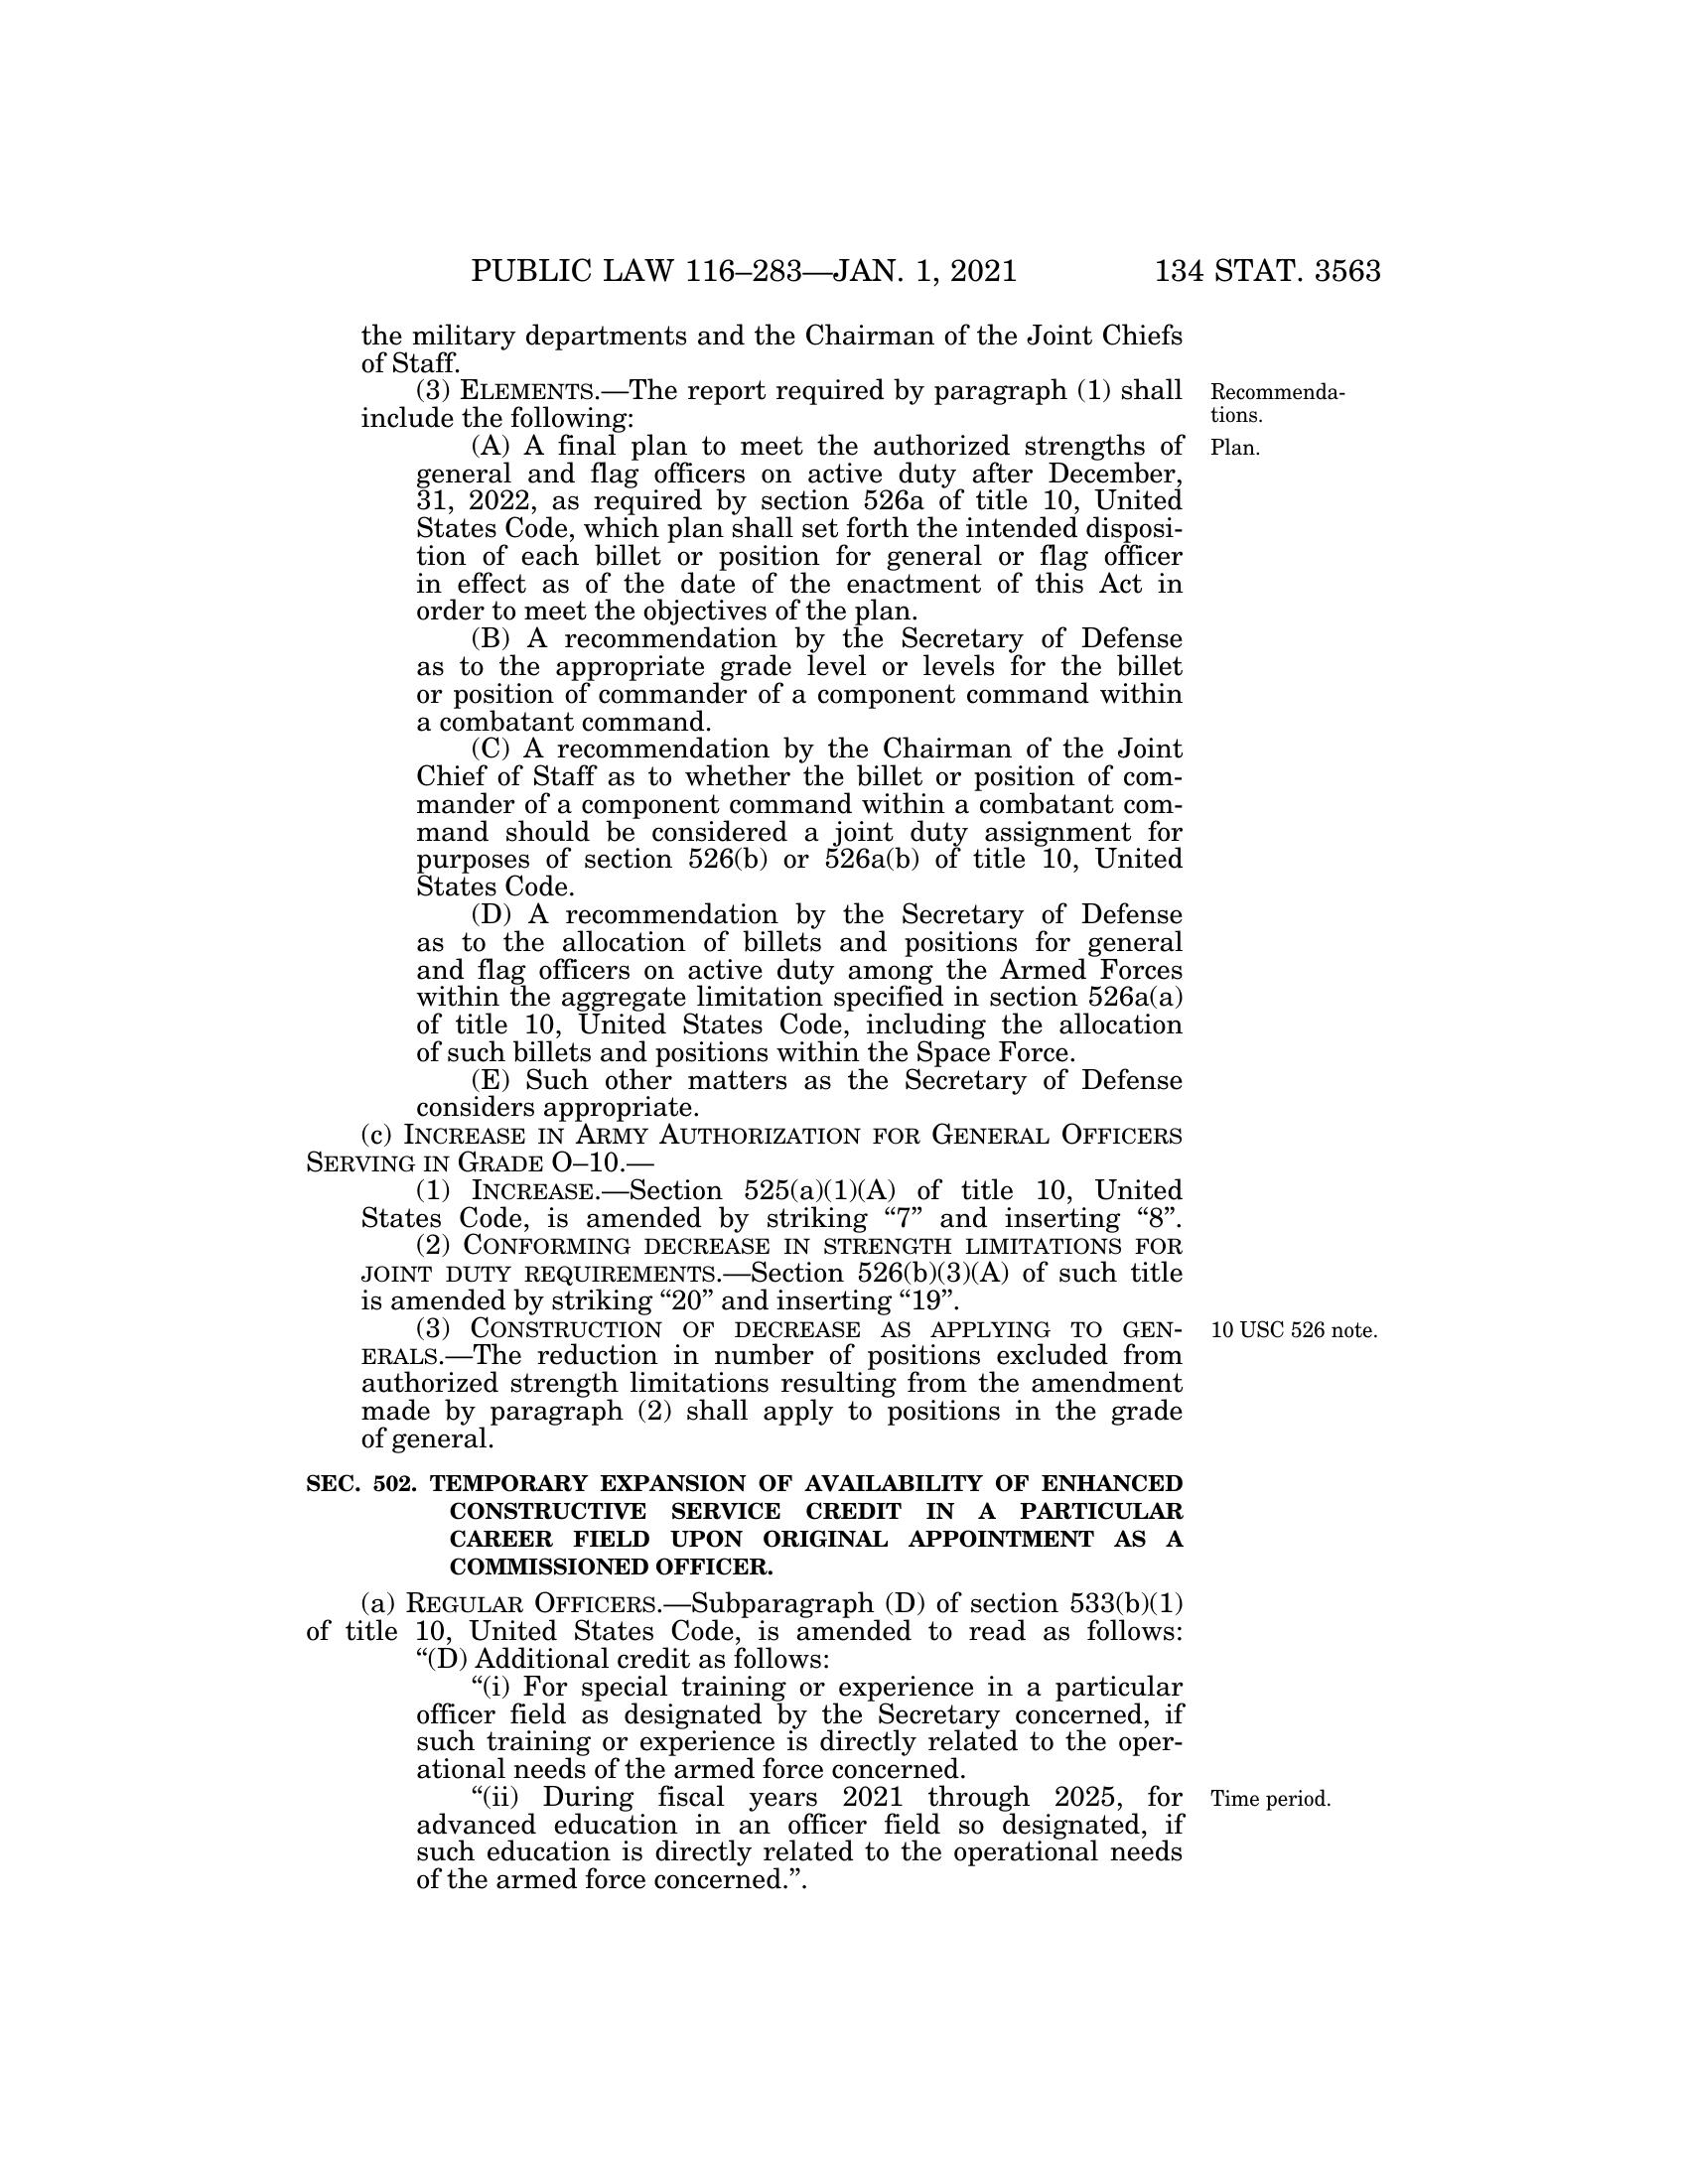 PUBLIC LAW 116–283—JAN. 1, 2021 134 STAT. 3563
the military departments and the Chairman of the Joint Chiefs
of Staff.
(3) ELEMENTS.—The report required by paragraph (1) shall
include the following:
Recommenda-
tions.
(A) A final plan to meet the authorized strengths of
Plan.
general and flag officers on active duty after December,
31, 2022, as required by section 526a of title 10, United
States Code, which plan shall set forth the intended disposi-
tion of each billet or position for general or flag officer
in effect as of the date of the enactment of this Act in
order to meet the objectives of the plan.
(B) A recommendation by the Secretary of Defense
as to the appropriate grade level or levels for the billet
or position of commander of a component command within
a combatant command.
(C) A recommendation by the Chairman of the Joint
Chief of Staff as to whether the billet or position of com-
mander of a component command within a combatant com-
mand should be considered a joint duty assignment for
purposes of section 526(b) or 526a(b) of title 10, United
States Code.
(D) A recommendation by the Secretary of Defense
as to the allocation of billets and positions for general
and flag officers on active duty among the Armed Forces
within the aggregate limitation specified in section 526a(a)
of title 10, United States Code, including the allocation
of such billets and positions within the Space Force.
(E) Such other matters as the Secretary of Defense
considers appropriate.
(c) INCREASE IN ARMY AUTHORIZATION FOR GENERAL OFFICERS
SERVING IN GRADE O–10.—
(1) INCREASE.—Section 525(a)(1)(A) of title 10, United
States Code, is amended by striking “7” and inserting “8”.
(2) CONFORMING DECREASE IN STRENGTH LIMITATIONS FOR
JOINT DUTY REQUIREMENTS.—Section 526(b)(3)(A) of such title
is amended by striking “20” and inserting “19”.
(3) CONSTRUCTION OF DECREASE AS APPLYING TO GEN-
10 USC 526 note.
ERALS.—The reduction in number of positions excluded from
authorized strength limitations resulting from the amendment
made by paragraph (2) shall apply to positions in the grade
of general.
SEC. 502. TEMPORARY EXPANSION OF AVAILABILITY OF ENHANCED
CONSTRUCTIVE SERVICE CREDIT IN A PARTICULAR
CAREER FIELD UPON ORIGINAL APPOINTMENT AS A
COMMISSIONED OFFICER.
(a) REGULAR OFFICERS.—Subparagraph (D) of section 533(b)(1)
of title 10, United States Code, is amended to read as follows:
“(D) Additional credit as follows:
“(i) For special training or experience in a particular
officer field as designated by the Secretary concerned, if
such training or experience is directly related to the oper-
ational needs of the armed force concerned.
“(ii) During fiscal years 2021 through 2025, for
Time period.
advanced education in an officer field so designated, if
such education is directly related to the operational needs
of the armed force concerned.”.